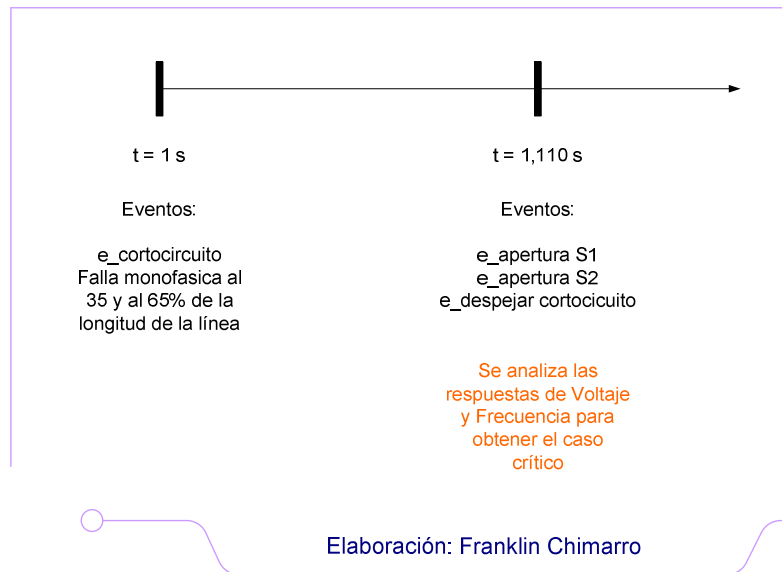 t = 1 s
Eventos:
e_cortocircuito
Falla monofasica al
35 y al 65% de la
longitud de la línea
t = 1,110 s
Eventos:
e_apertura S1
e_apertura S2
e_despejar cortocicuito
Se analiza las
respuestas de Voltaje
y Frecuencia para
obtener el caso
crítico
Elaboración: Franklin Chimarro